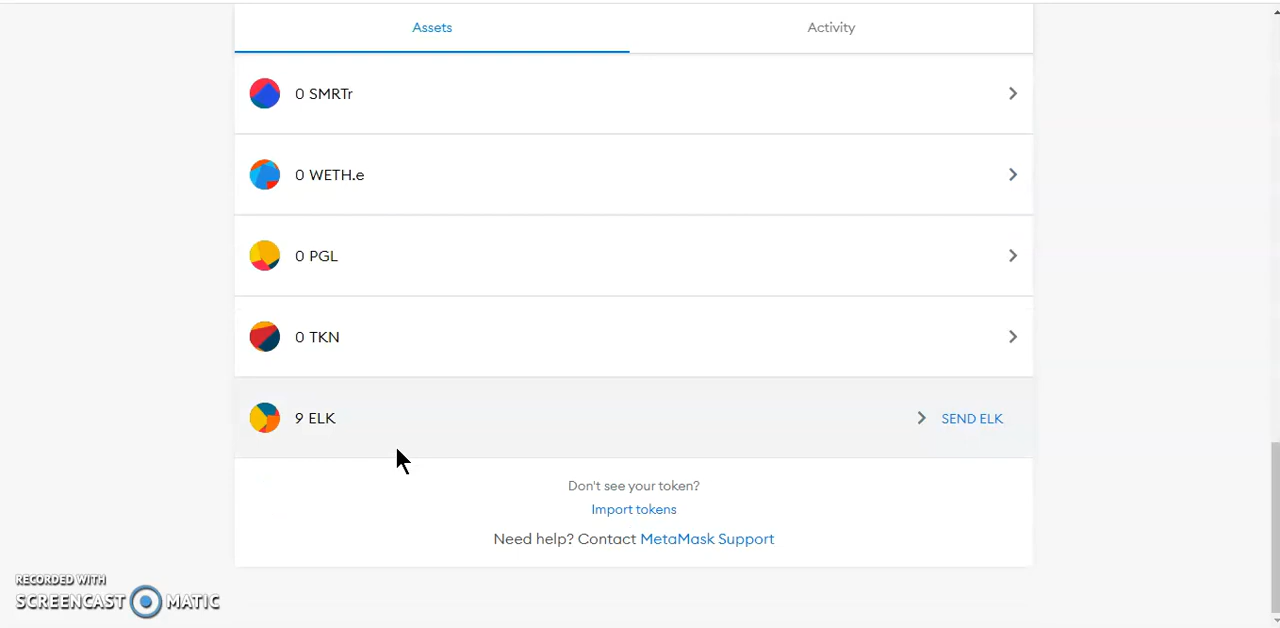 Assets
Activity
0 SMRTr
0 WETH.e
0 PGL
0 TKN
9 ELK
SEND ELK
Don't see your token?
Import tokens
Need help? Contact MetaMask Support
RECORDED WITH
SCREENCAST MATIC